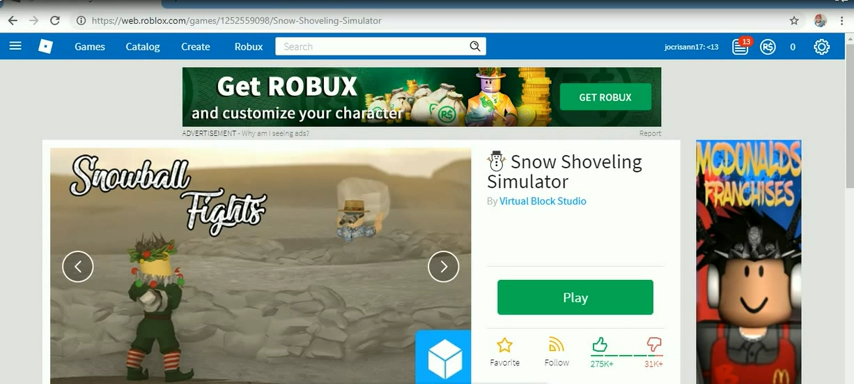 https://web.roblox.com/games/1252559098/Snow-Shoveling-Simulator
Games Catalog Create Robux Search jocrisann17: <13 13 R$ 0
Get ROBUX
and customize your character
GET ROBUX
ADVERTISEMENT - Why am I seeing ads? Report
Snowball
Fights
Snow Shoveling
Simulator
By Virtual Block Studio
Play
Favorite Follow 275K+ 31K+
MCDONALDS
FRANCHISES